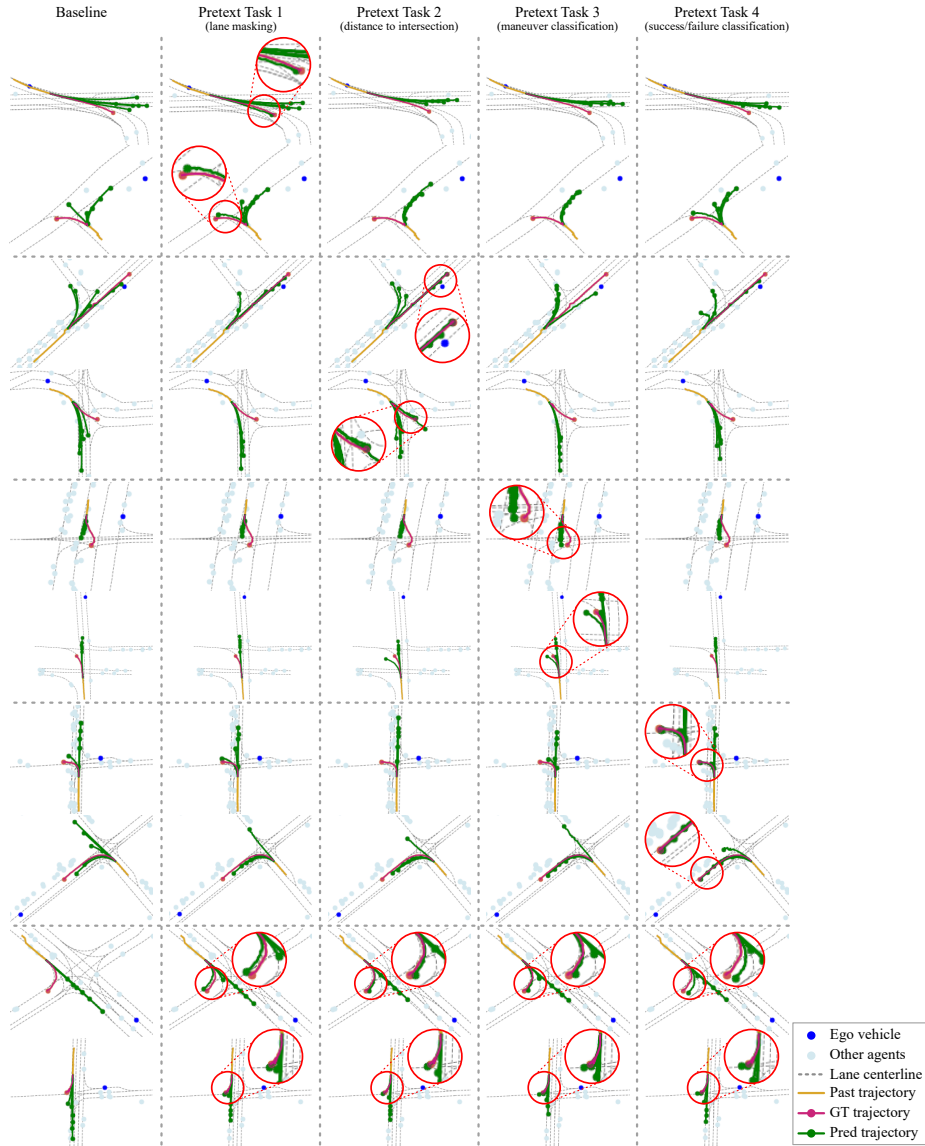 Baseline
Pretext Task 1
(lane masking)
Pretext Task 2
(distance to intersection)
Pretext Task 3
(maneuver classification)
Pretext Task 4
(success/failure classification)
Ego vehicle
Other agents
Lane centerline
Past trajectory
GT trajectory
Pred trajectory